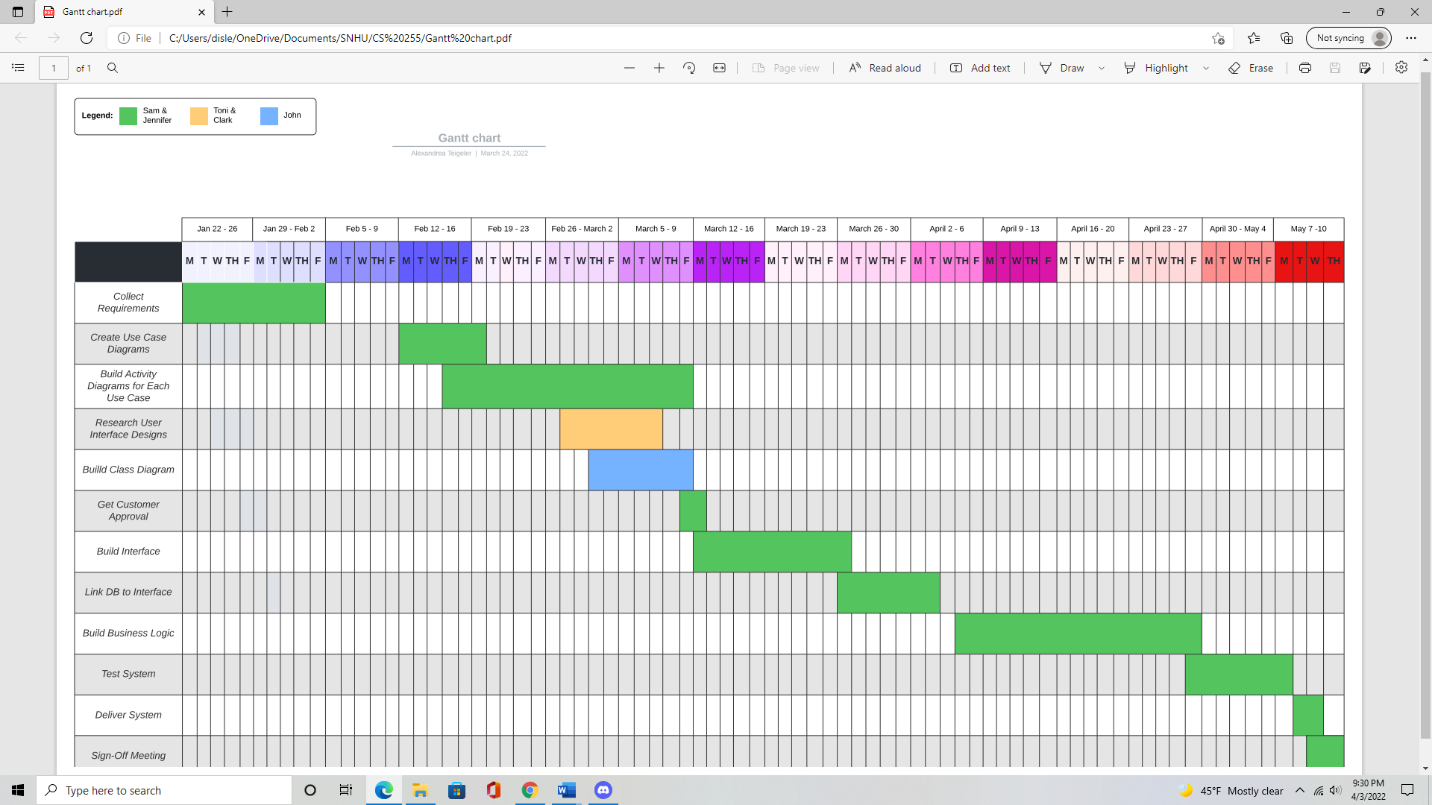 Gantt chart.pdf
File
C:/Users/disle/OneDrive/Documents/SNHU/CS%20255/Gantt%20chart.pdf
Not syncing
1
of 1
Page view
Read aloud
Add text
Draw
Highlight
Erase
Legend:
Sam &
Jennifer
Toni &
Clark
John
Gantt chart
Alexandrea Teigeler | March 24, 2022
Jan 22 - 26 Jan 29 - Feb 2 Feb 5 - 9 Feb 12 - 16 Feb 19 - 23 Feb 26 - March 2 March 5 - 9 March 12 - 16 March 19 - 23 March 26 - 30 April 2 - 6 April 9 - 13 April 16 - 20 April 23 - 27 April 30 - May 4 May 7 -10
M T W TH F M T W TH F M T W TH F M T W TH F M T W TH F M T W TH F M T W TH F M T W TH F M T W TH F M T W TH F M T W TH F M T W TH F M T W TH F M T W TH F M T W TH F M T W TH
Collect
Requirements
Create Use Case
Diagrams
Build Activity
Diagrams for Each
Use Case
Research User
Interface Designs
Builld Class Diagram
Get Customer
Approval
Build Interface
Link DB to Interface
Build Business Logic
Test System
Deliver System
Sign-Off Meeting
Type here to search
45°F Mostly clear
9:30 PM
4/3/2022